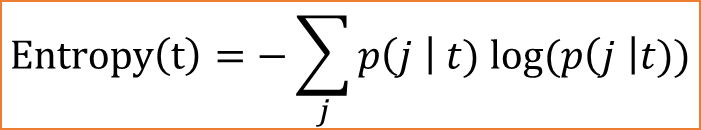 Entropy(t) = − ∑ p(j | t) log(p(j |t))
j